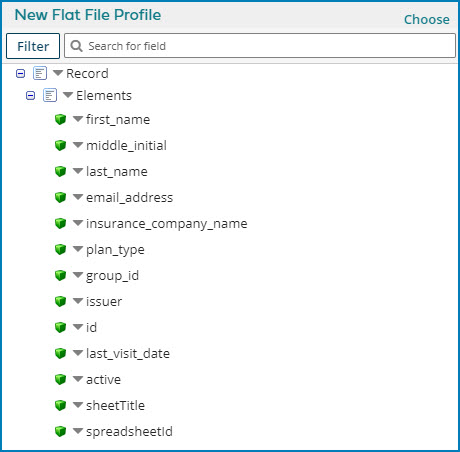 New Flat File Profile
Choose
Filter
Search for field
Record
Elements
first_name
middle_initial
last_name
email_address
insurance_company_name
plan_type
group_id
issuer
id
last_visit_date
active
sheetTitle
spreadsheetId